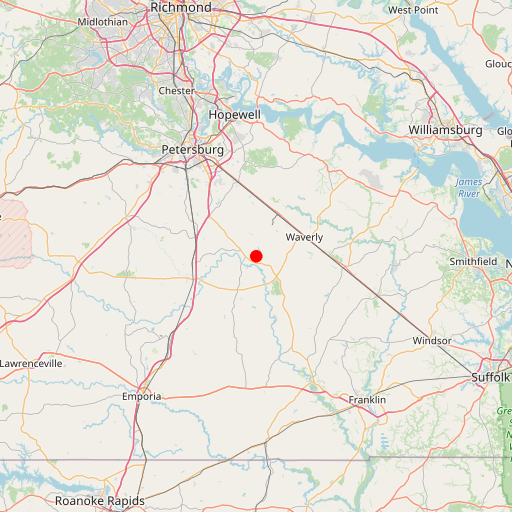 Richmond
West Point
Midlothian
Glouc
Chester
Hopewell
Williamsburg
Glo
Petersburg
James
River
Waverly
Smithfield
N
Windsor
Lawrenceville
Suffolk
Emporia
Franklin
Gre
S
Roanoke Rapids